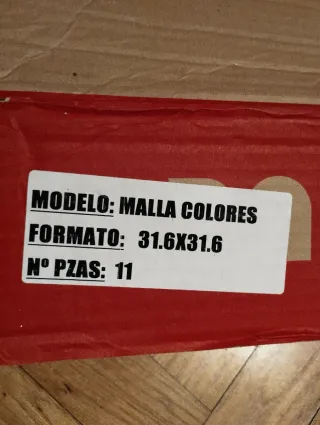 MODELO: MALLA COLORES
FORMATO: 31.6X31.6
Nº PZAS: 11